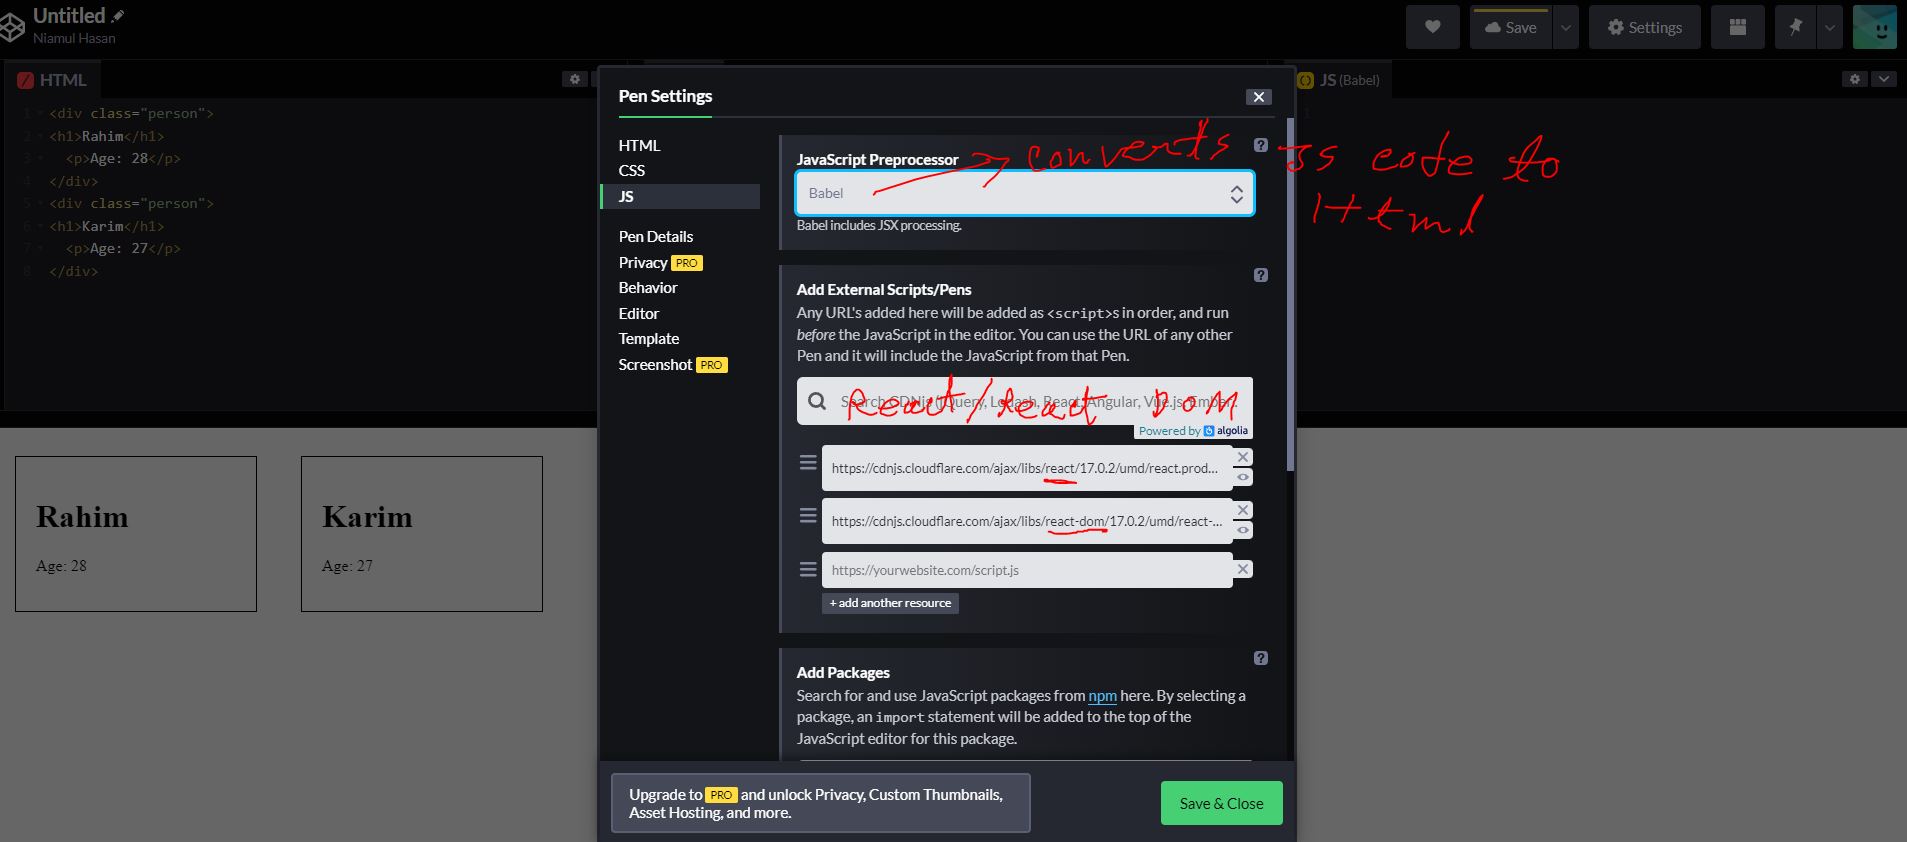 Untitled
Niamul Hasan
Save
Settings
HTML
JS (Babel)
1 <div class="person">
2 <h1>Rahim</h1>
3 <p>Age: 28</p>
4 </div>
5 <div class="person">
6 <h1>Karim</h1>
7 <p>Age: 27</p>
8 </div>
1
Pen Settings
HTML
CSS
JS
Pen Details
Privacy PRO
Behavior
Editor
Template
Screenshot PRO
JavaScript Preprocessor
?
Babel
converts Js code to
Html
Babel includes JSX processing.
Add External Scripts/Pens
?
Any URL's added here will be added as <script>s in order, and run
before the JavaScript in the editor. You can use the URL of any other
Pen and it will include the JavaScript from that Pen.
Search CDNjs (jQuery, Lodash, React, Angular, Vue.js, Ember
React/React DOM
Powered by algolia
https://cdnjs.cloudflare.com/ajax/libs/react/17.0.2/umd/react.prod...
https://cdnjs.cloudflare.com/ajax/libs/react-dom/17.0.2/umd/react-...
https://yourwebsite.com/script.js
+ add another resource
Add Packages
?
Search for and use JavaScript packages from npm here. By selecting a
package, an import statement will be added to the top of the
JavaScript editor for this package.
Upgrade to PRO and unlock Privacy, Custom Thumbnails,
Asset Hosting, and more.
Save & Close
Rahim
Age: 28
Karim
Age: 27